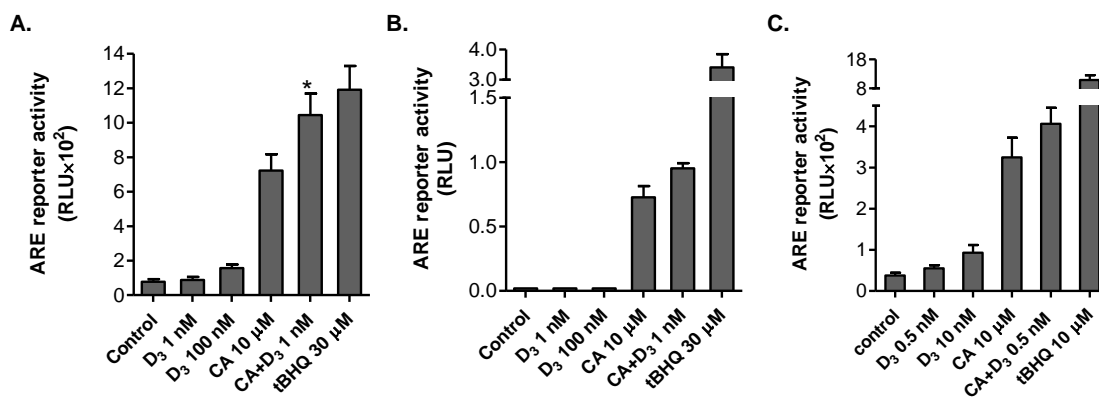 A.
ARE reporter activity
(RLU×10²)
14
12
10
8
6
4
2
0
*
Control
D₃ 1 nM
D₃ 100 nM
CA 10 μM
CA+D₃ 1 nM
tBHQ 30 μM
B.
ARE reporter activity
(RLU)
4.0
3.0
1.5
1.0
0.5
0.0
Control
D₃ 1 nM
D₃ 100 nM
CA 10 μM
CA+D₃ 1 nM
tBHQ 30 μM
C.
ARE reporter activity
(RLU×10²)
18
8
4
3
2
1
0
control
D₃ 0.5 nM
D₃ 10 nM
CA 10 μM
CA+D₃ 0.5 nM
tBHQ 10 μM